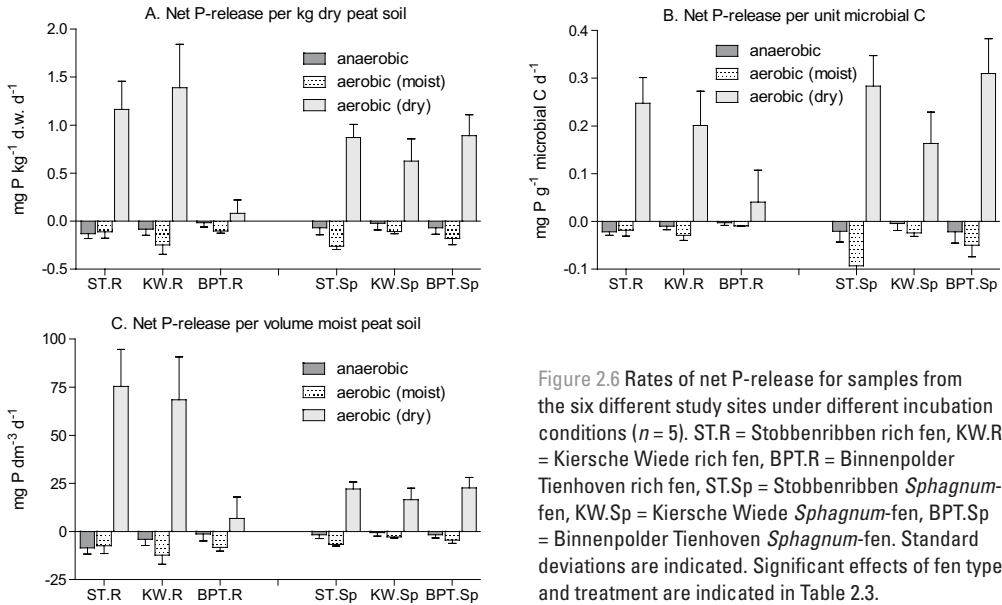 A. Net P-release per kg dry peat soil
mg P kg⁻¹ d.w. d⁻¹
2.0
1.5
1.0
0.5
0.0
-0.5
anaerobic
aerobic (moist)
aerobic (dry)
ST.R KW.R BPT.R ST.Sp KW.Sp BPT.Sp
B. Net P-release per unit microbial C
mg P g⁻¹ microbial C d⁻¹
0.4
0.3
0.2
0.1
0.0
-0.1
anaerobic
aerobic (moist)
aerobic (dry)
ST.R KW.R BPT.R ST.Sp KW.Sp BPT.Sp
C. Net P-release per volume moist peat soil
mg P dm⁻³ d⁻¹
100
75
50
25
0
-25
anaerobic
aerobic (moist)
aerobic (dry)
ST.R KW.R BPT.R ST.Sp KW.Sp BPT.Sp
Figure 2.6 Rates of net P-release for samples from
the six different study sites under different incubation
conditions (n = 5). ST.R = Stobbenribben rich fen, KW.R
= Kiersche Wiede rich fen, BPT.R = Binnenpolder
Tienhoven rich fen, ST.Sp = Stobbenribben Sphagnum-
fen, KW.Sp = Kiersche Wiede Sphagnum-fen, BPT.Sp
= Binnenpolder Tienhoven Sphagnum-fen. Standard
deviations are indicated. Significant effects of fen type
and treatment are indicated in Table 2.3.